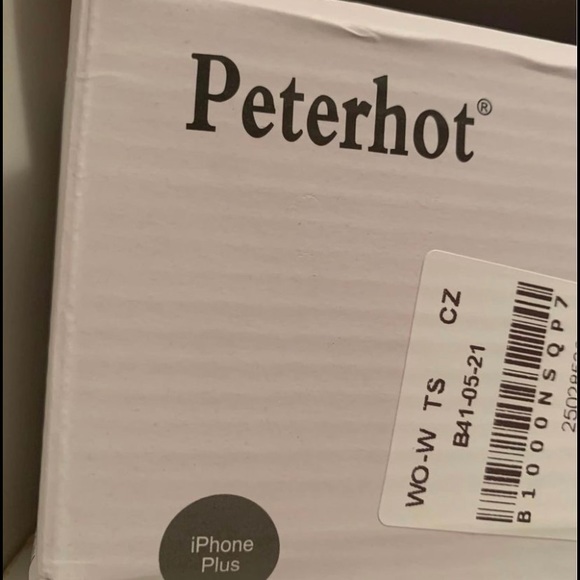 Peterhot®
WO-W TS CZ
B41-05-21
B1000NSQP7
iPhone
Plus